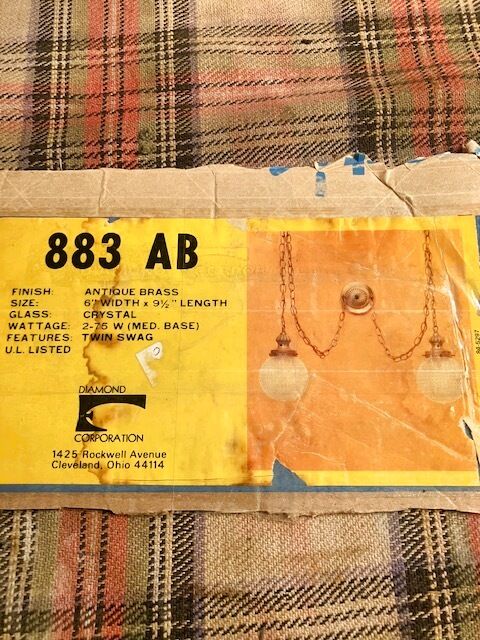 883 AB
FINISH: ANTIQUE BRASS
SIZE: 6" WIDTH x 9½" LENGTH
GLASS: CRYSTAL
WATTAGE: 2-75 W (MED. BASE)
FEATURES: TWIN SWAG
U.L. LISTED
DIAMOND
CORPORATION
1425 Rockwell Avenue
Cleveland, Ohio 44114